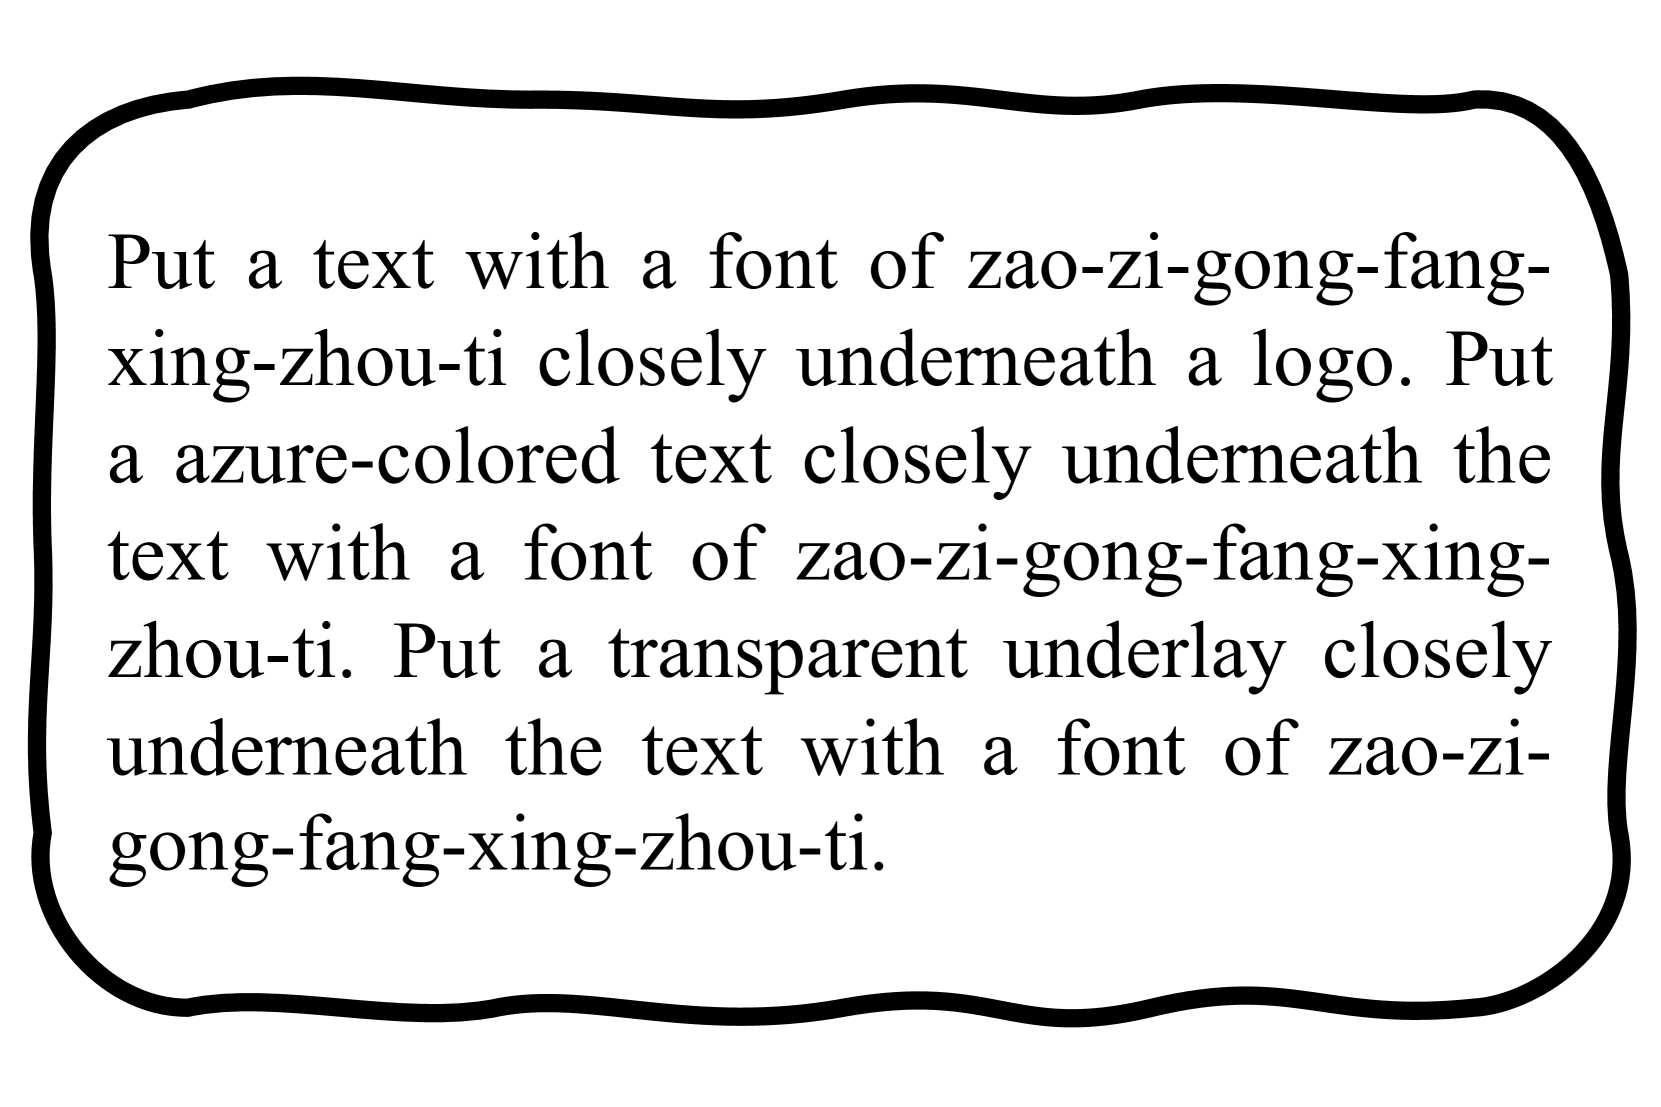 Put a text with a font of zao-zi-gong-fang-
xing-zhou-ti closely underneath a logo. Put
a azure-colored text closely underneath the
text with a font of zao-zi-gong-fang-xing-
zhou-ti. Put a transparent underlay closely
underneath the text with a font of zao-zi-
gong-fang-xing-zhou-ti.